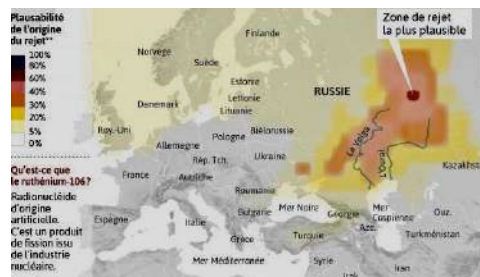 Plausabilité
de l'origine
du rejet**
100%
80%
60%
40%
30%
20%
5%
0%
Qu'est-ce que
le ruthénium-106?
Radionucléide
d'origine
artificielle.
C'est un produit
de fission issu
de l'industrie
nucléaire.
Zone de rejet
la plus plausible
Finlande
Norvège
Suède
Estonie
Lettonie
Lituanie
RUSSIE
Danemark
Roy.-Uni
Pologne
Biélorussie
Allemagne
La Volga
Rép. Tch.
Ukraine
L'Oural
Kazakhsta
France
Autriche
Roumanie
Bulgarie
Mer Noire
Géorgie
Mer
Caspienne
Ouz.
Espagne
Italie
Grèce
Turquie
Azé.
Turkménistan
Mer Méditerranée
Syrie
Irak
Iran